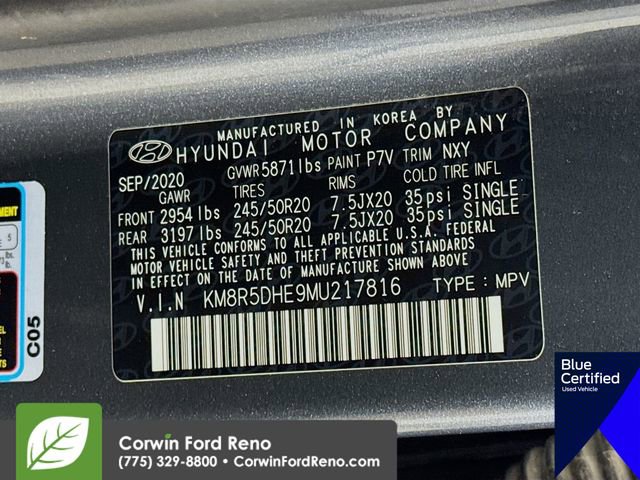 MANUFACTURED IN KOREA BY
HYUNDAI MOTOR COMPANY
SEP/2020 GVWR 5871lbs PAINT P7V TRIM NXY
GAWR TIRES RIMS COLD TIRE INFL
FRONT 2954 lbs 245/50R20 7.5JX20 35psi SINGLE
REAR 3197 lbs 245/50R20 7.5JX20 35psi SINGLE
THIS VEHICLE CONFORMS TO ALL APPLICABLE U.S.A. FEDERAL
MOTOR VEHICLE SAFETY AND THEFT PREVENTION STANDARDS
IN EFFECT ON THE DATE OF MANUFACTURE SHOWN ABOVE
V.I.N KM8R5DHE9MU217816 TYPE : MPV
C05
Blue
Certified
Used Vehicle
Corwin Ford Reno
(775) 329-8800 • CorwinFordReno.com